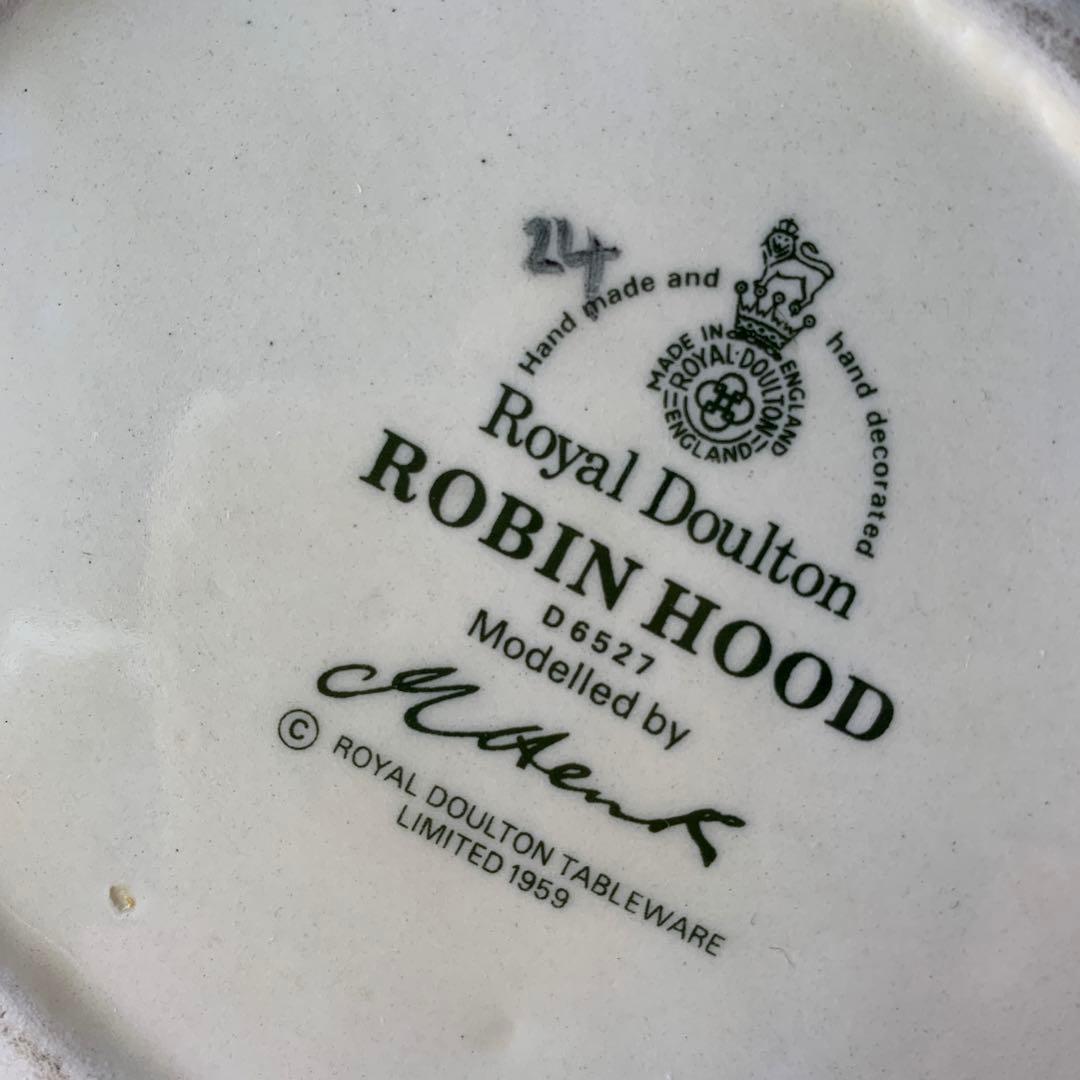 24
Hand made and hand decorated
MADE IN ENGLAND
ROYAL·DOULTON
ENGLAND
Royal Doulton
ROBIN HOOD
D6527
Modelled by
M Henk
© ROYAL DOULTON TABLEWARE
LIMITED 1959